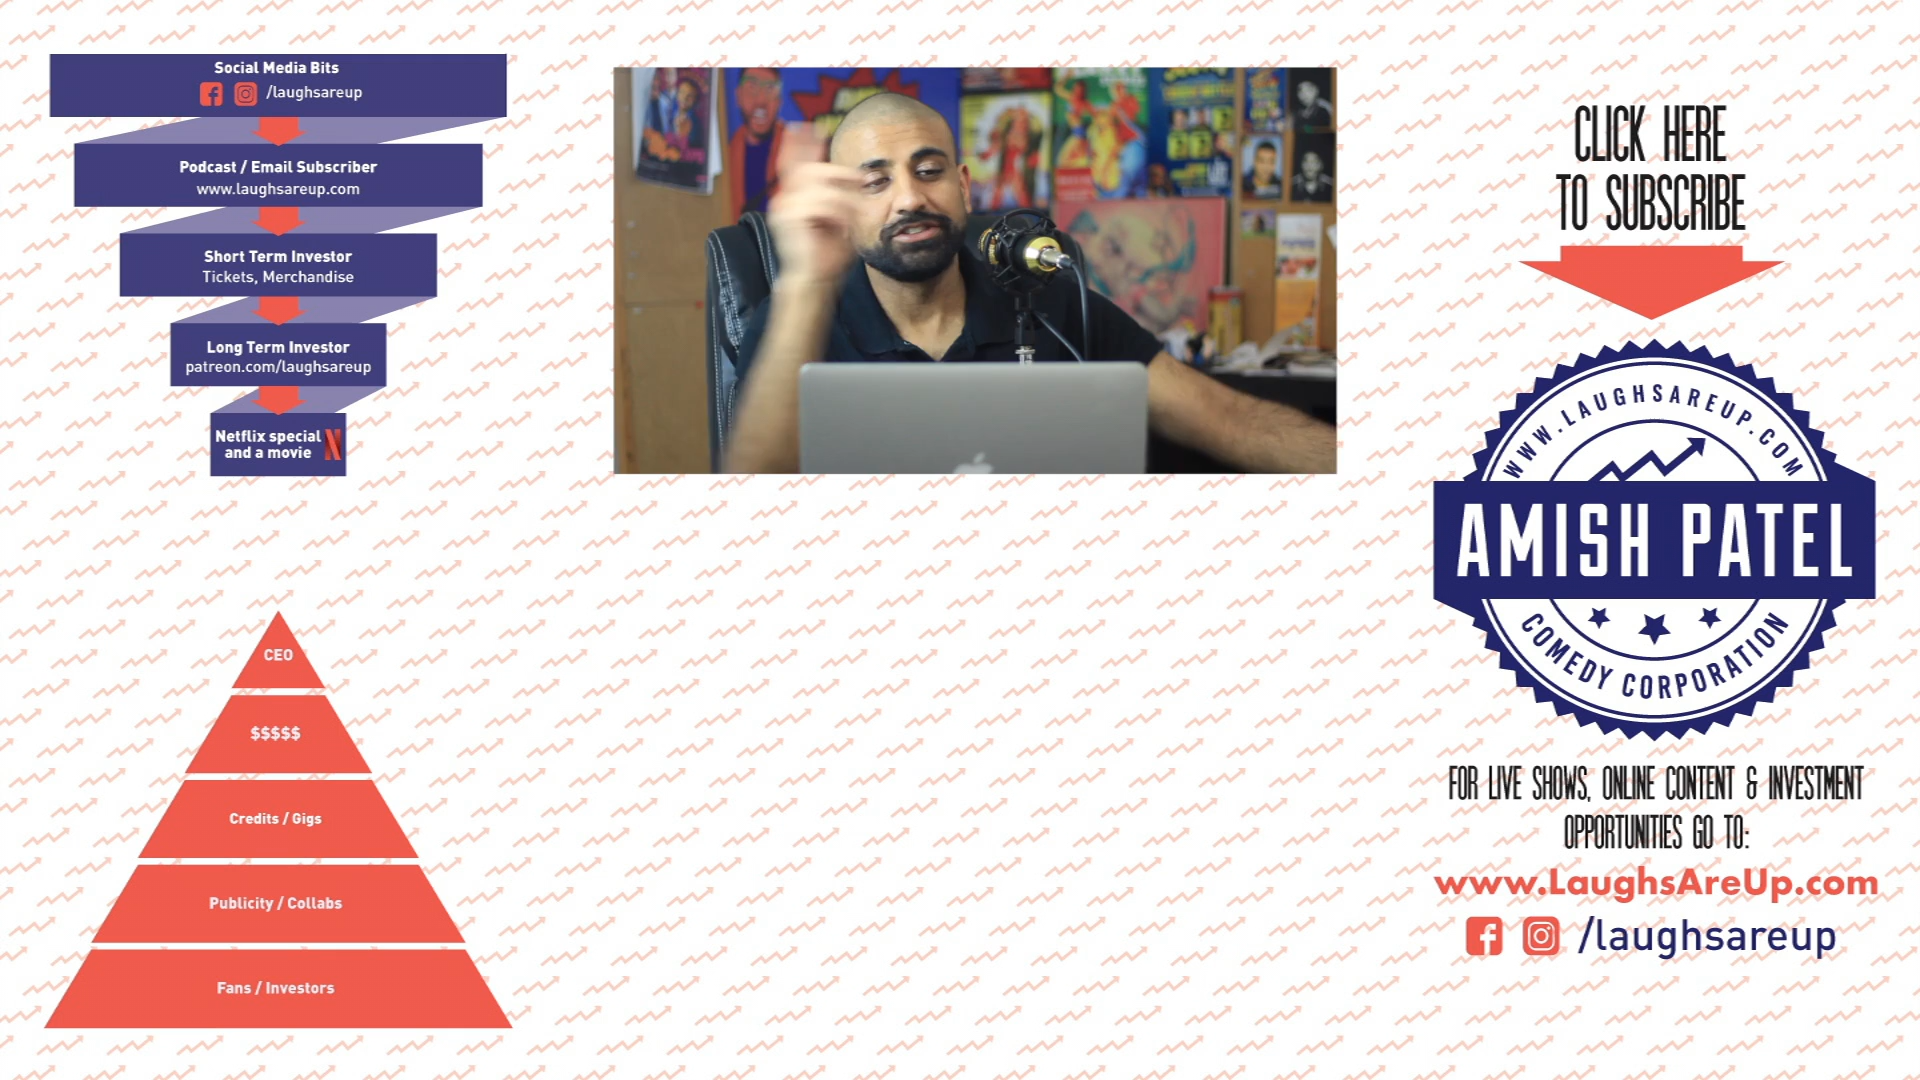 Social Media Bits
/laughsareup
Podcast / Email Subscriber
www.laughsareup.com
Short Term Investor
Tickets, Merchandise
Long Term Investor
patreon.com/laughsareup
Netflix special
and a movie
N
CEO
$$$$$
Credits / Gigs
Publicity / Collabs
Fans / Investors
CLICK HERE
TO SUBSCRIBE
WWW.LAUGHSAREUP.COM
AMISH PATEL
COMEDY CORPORATION
FOR LIVE SHOWS, ONLINE CONTENT & INVESTMENT
OPPORTUNITIES GO TO:
www.LaughsAreUp.com
/laughsareup